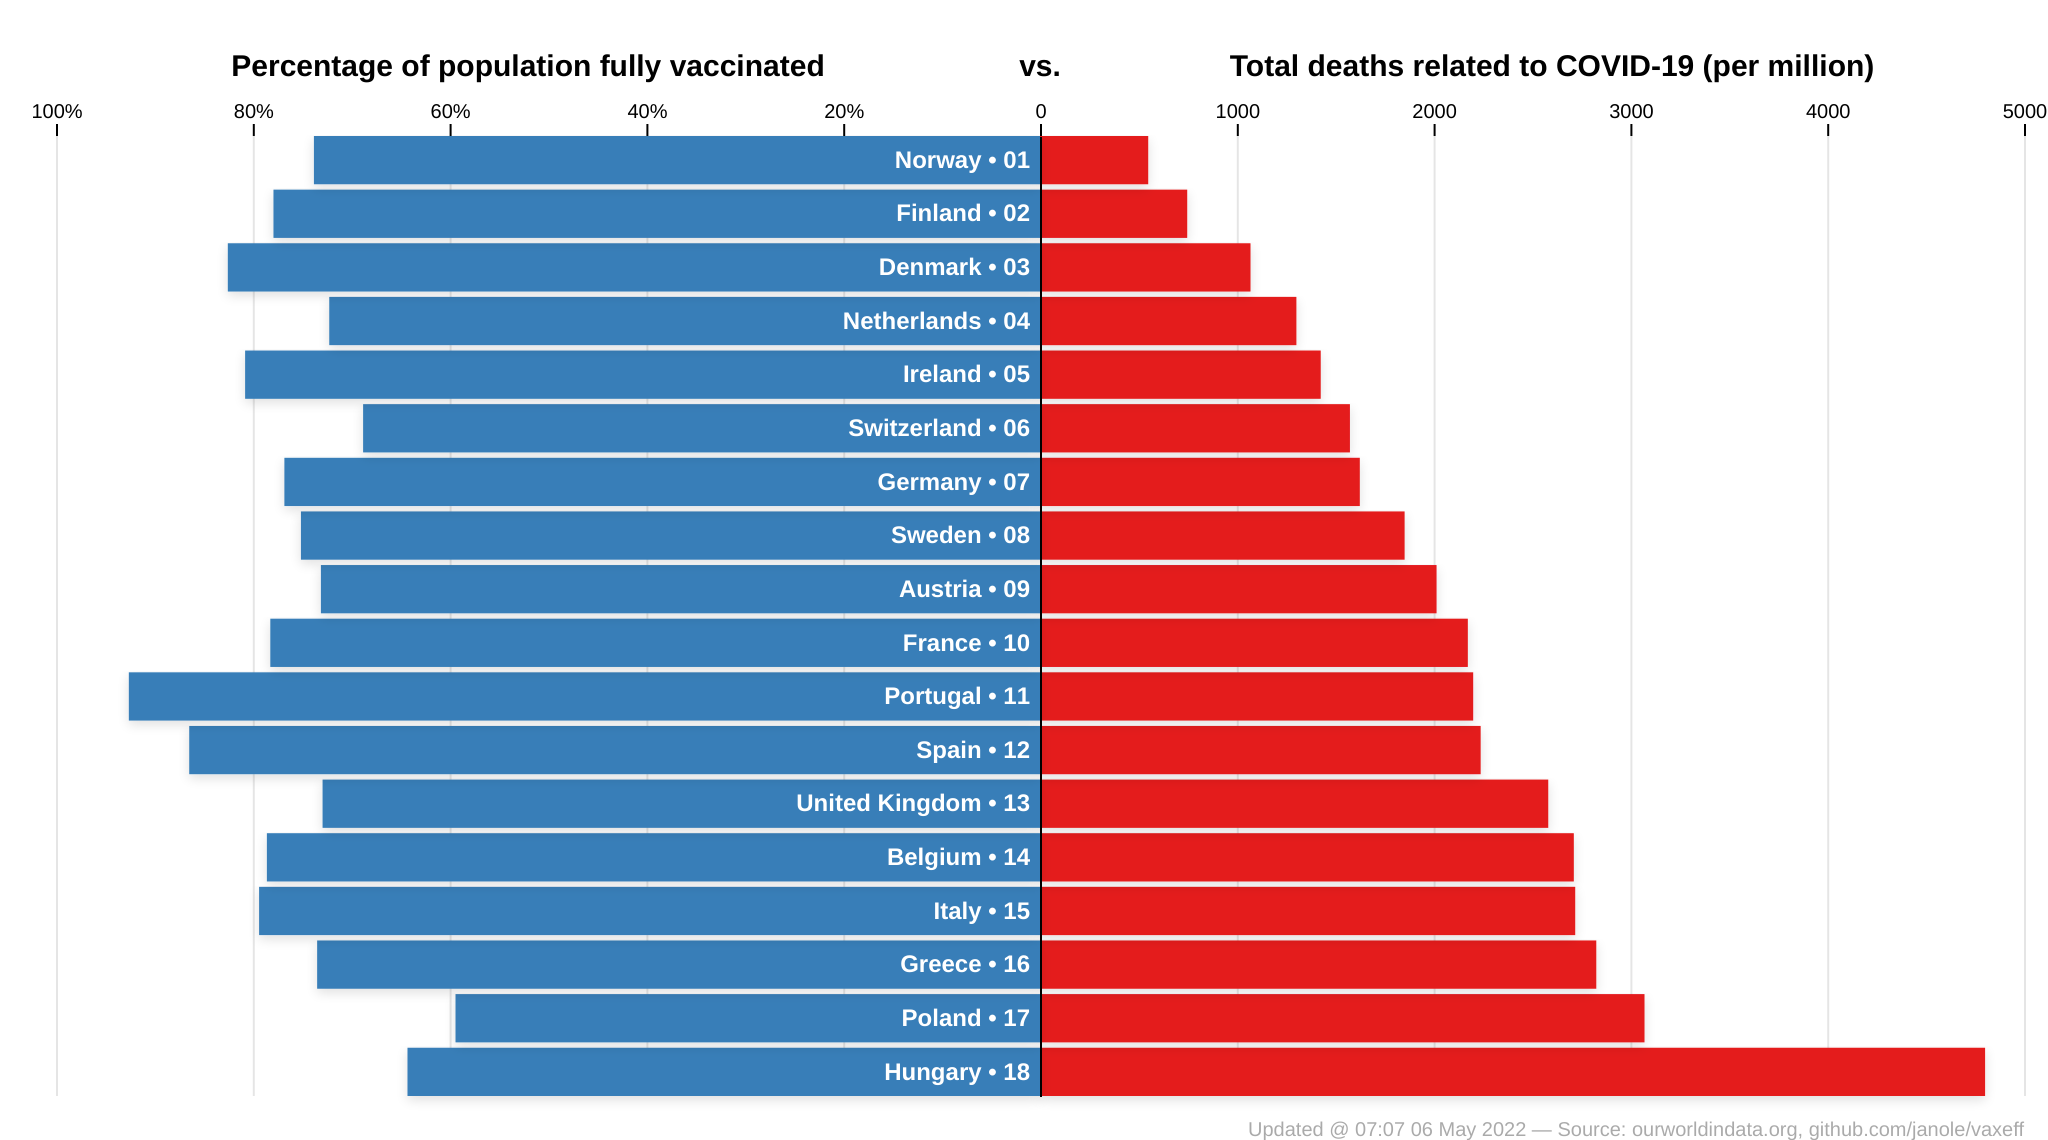 Percentage of population fully vaccinated vs. Total deaths related to COVID-19 (per million)
100% 80% 60% 40% 20% 0 1000 2000 3000 4000 5000
Norway • 01
Finland • 02
Denmark • 03
Netherlands • 04
Ireland • 05
Switzerland • 06
Germany • 07
Sweden • 08
Austria • 09
France • 10
Portugal • 11
Spain • 12
United Kingdom • 13
Belgium • 14
Italy • 15
Greece • 16
Poland • 17
Hungary • 18
Updated @ 07:07 06 May 2022 — Source: ourworldindata.org, github.com/janole/vaxeff